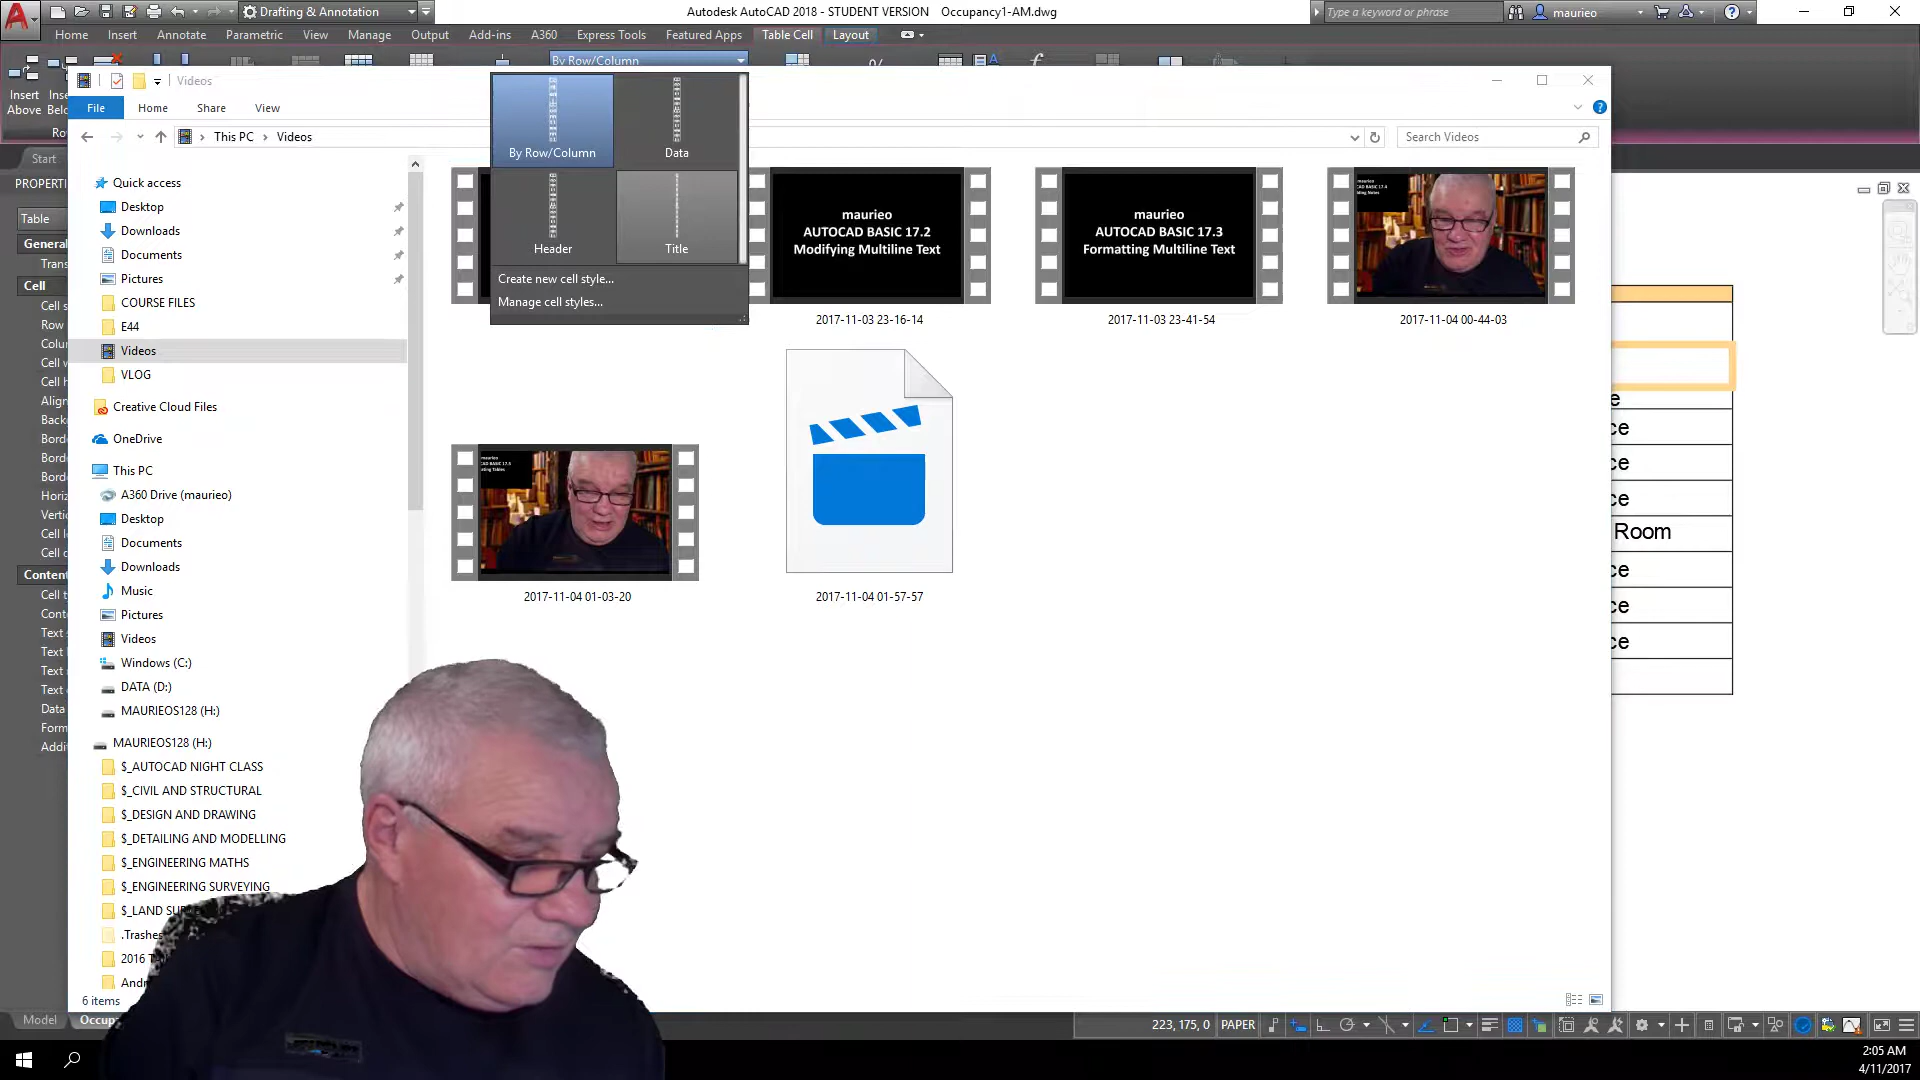 Drafting & Annotation
Autodesk AutoCAD 2018 - STUDENT VERSION Occupancy1-AM.dwg
Type a keyword or phrase
maurieo
Home Insert Annotate Parametric View Manage Output Add-ins A360 Express Tools Featured Apps Table Cell Layout
By Row/Column
Insert
Above
Videos
File Home Share View
This PC > Videos
Search Videos
By Row/Column Data
Header Title
Create new cell style...
Manage cell styles...
Start
Table
Cell
Quick access
Desktop
Downloads
Documents
Pictures
COURSE FILES
E44
Videos
VLOG
Creative Cloud Files
OneDrive
This PC
A360 Drive (maurieo)
Desktop
Documents
Downloads
Music
Pictures
Videos
Windows (C:)
DATA (D:)
MAURIEOS128 (H:)
MAURIEOS128 (H:)
$_AUTOCAD NIGHT CLASS
$_CIVIL AND STRUCTURAL
$_DESIGN AND DRAWING
$_DETAILING AND MODELLING
$_ENGINEERING MATHS
$_ENGINEERING SURVEYING
.Trashes
2016
maurieo
AUTOCAD BASIC 17.2
Modifying Multiline Text
2017-11-03 23-16-14
maurieo
AUTOCAD BASIC 17.3
Formatting Multiline Text
2017-11-03 23-41-54
2017-11-04 00-44-03
2017-11-04 01-03-20
2017-11-04 01-57-57
Room
6 items
Model
223, 175, 0 PAPER
2:05 AM
4/11/2017